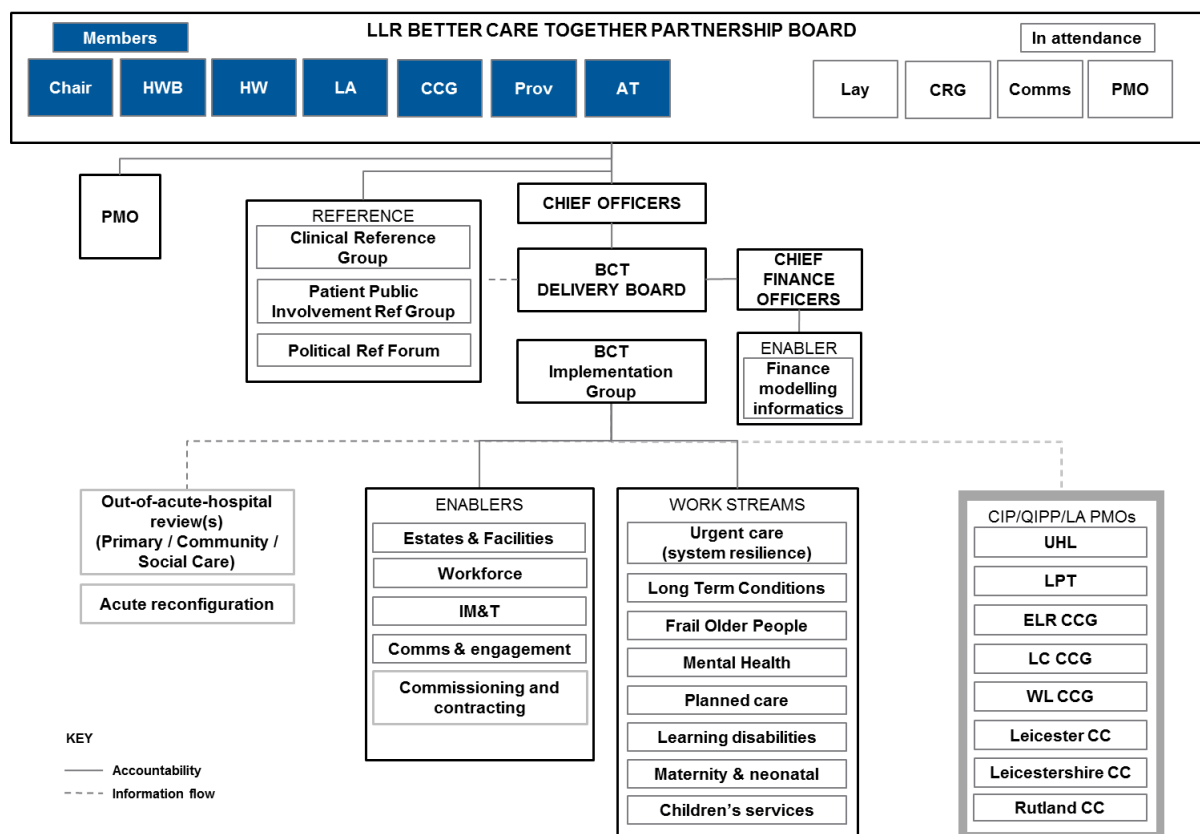 LLR BETTER CARE TOGETHER PARTNERSHIP BOARD
Members
In attendance
Chair
HWB
HW
LA
CCG
Prov
AT
Lay
CRG
Comms
PMO
PMO
REFERENCE
Clinical Reference
Group
Patient Public
Involvement Ref Group
Political Ref Forum
CHIEF OFFICERS
BCT
DELIVERY BOARD
CHIEF
FINANCE
OFFICERS
BCT
Implementation
Group
ENABLER
Finance
modelling
informatics
Out-of-acute-hospital
review(s)
(Primary / Community /
Social Care)
Acute reconfiguration
ENABLERS
Estates & Facilities
Workforce
IM&T
Comms & engagement
Commissioning and
contracting
WORK STREAMS
Urgent care
(system resilience)
Long Term Conditions
Frail Older People
Mental Health
Planned care
Learning disabilities
Maternity & neonatal
Children’s services
CIP/QIPP/LA PMOs
UHL
LPT
ELR CCG
LC CCG
WL CCG
Leicester CC
Leicestershire CC
Rutland CC
KEY
Accountability
Information flow